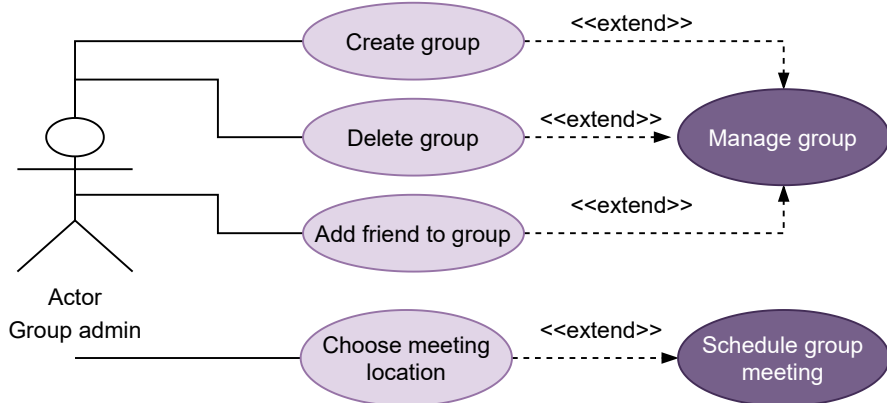 Create group
<<extend>>
Delete group
<<extend>>
Manage group
Add friend to group
<<extend>>
Actor
Group admin
Choose meeting
location
<<extend>>
Schedule group
meeting